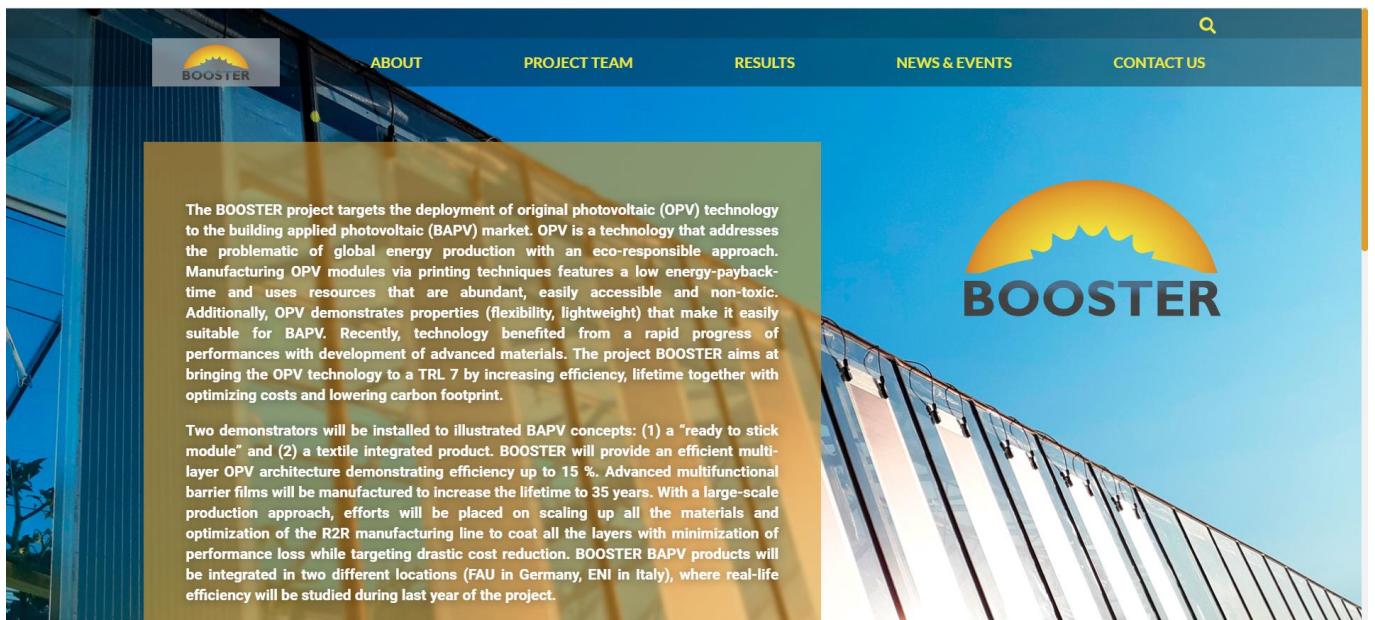 BOOSTER
ABOUT
PROJECT TEAM
RESULTS
NEWS & EVENTS
CONTACT US
The BOOSTER project targets the deployment of original photovoltaic (OPV) technology
to the building applied photovoltaic (BAPV) market. OPV is a technology that addresses
the problematic of global energy production with an eco-responsible approach.
Manufacturing OPV modules via printing techniques features a low energy-payback-
time and uses resources that are abundant, easily accessible and non-toxic.
Additionally, OPV demonstrates properties (flexibility, lightweight) that make it easily
suitable for BAPV. Recently, technology benefited from a rapid progress of
performances with development of advanced materials. The project BOOSTER aims at
bringing the OPV technology to a TRL 7 by increasing efficiency, lifetime together with
optimizing costs and lowering carbon footprint.
Two demonstrators will be installed to illustrated BAPV concepts: (1) a “ready to stick
module” and (2) a textile integrated product. BOOSTER will provide an efficient multi-
layer OPV architecture demonstrating efficiency up to 15 %. Advanced multifunctional
barrier films will be manufactured to increase the lifetime to 35 years. With a large-scale
production approach, efforts will be placed on scaling up all the materials and
optimization of the R2R manufacturing line to coat all the layers with minimization of
performance loss while targeting drastic cost reduction. BOOSTER BAPV products will
be integrated in two different locations (FAU in Germany, ENI in Italy), where real-life
efficiency will be studied during last year of the project.
BOOSTER